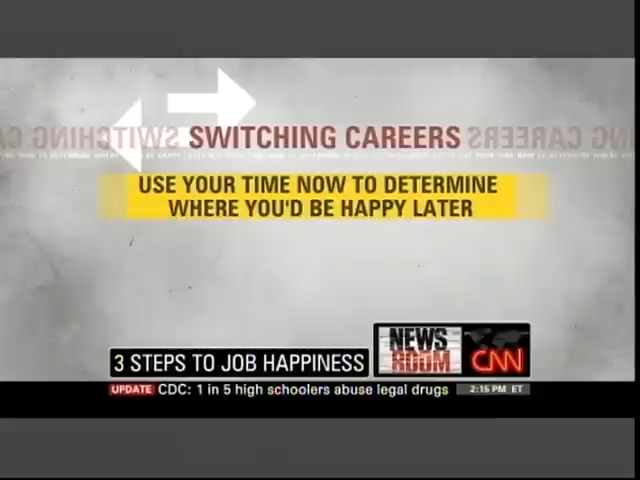 SWITCHING CAREERS
USE YOUR TIME NOW TO DETERMINE
WHERE YOU'D BE HAPPY LATER
3 STEPS TO JOB HAPPINESS
NEWS
ROOM
CNN
UPDATE CDC: 1 in 5 high schoolers abuse legal drugs 2:15 PM ET